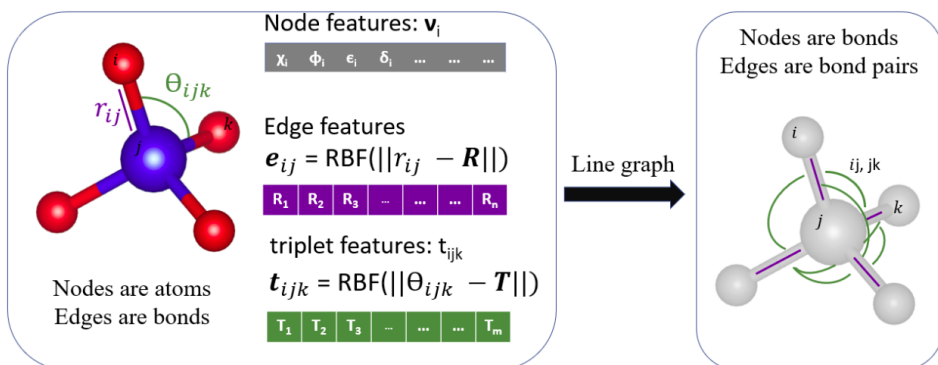 Node features: vᵢ
χᵢ ϕᵢ ϵᵢ δᵢ ... ... ...
i
Θᵢⱼₖ
rᵢⱼ
k
j
Edge features
eᵢⱼ = RBF(||rᵢⱼ − R||)
R₁ R₂ R₃ ... ... ... Rₙ
triplet features: tᵢⱼₖ
tᵢⱼₖ = RBF(||Θᵢⱼₖ − T||)
T₁ T₂ T₃ ... ... ... Tₘ
Nodes are atoms
Edges are bonds
Line graph
Nodes are bonds
Edges are bond pairs
i
ij, jk
j
k